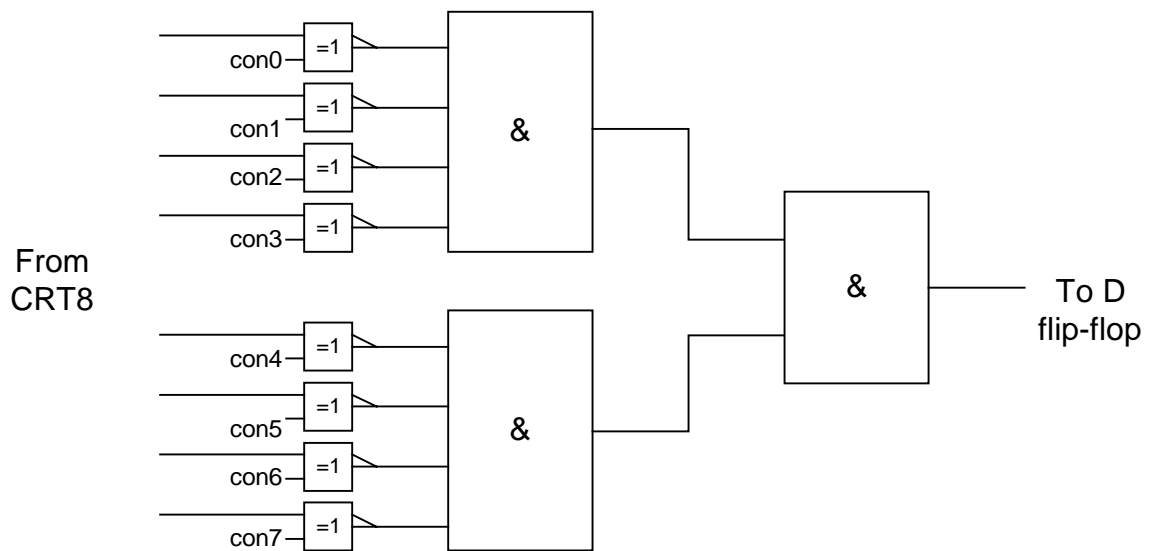 =1
con0
=1
con1
=1
con2
=1
con3
&
From
CRT8
=1
con4
=1
con5
=1
con6
=1
con7
&
&
To D
flip-flop